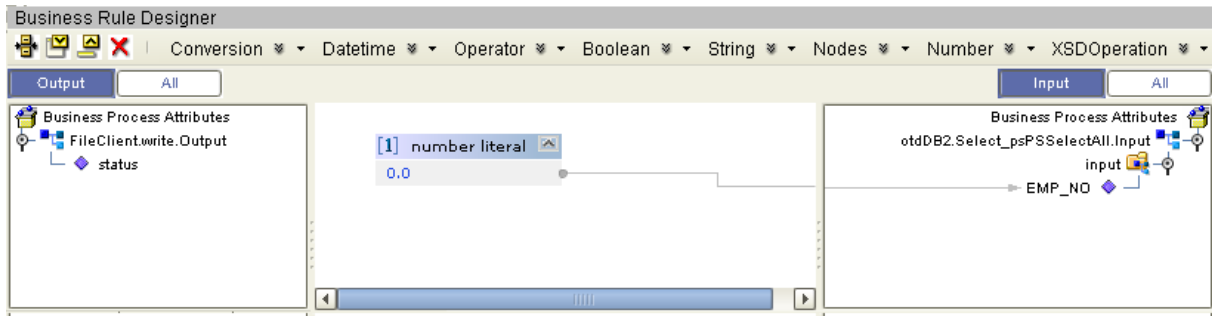 Business Rule Designer
Conversion Datetime Operator Boolean String Nodes Number XSDOperation
Output All Input All
Business Process Attributes
FileClient.write.Output
status
[1] number literal
0.0
Business Process Attributes
otdDB2.Select_psPSSelectAll.Input
input
EMP_NO